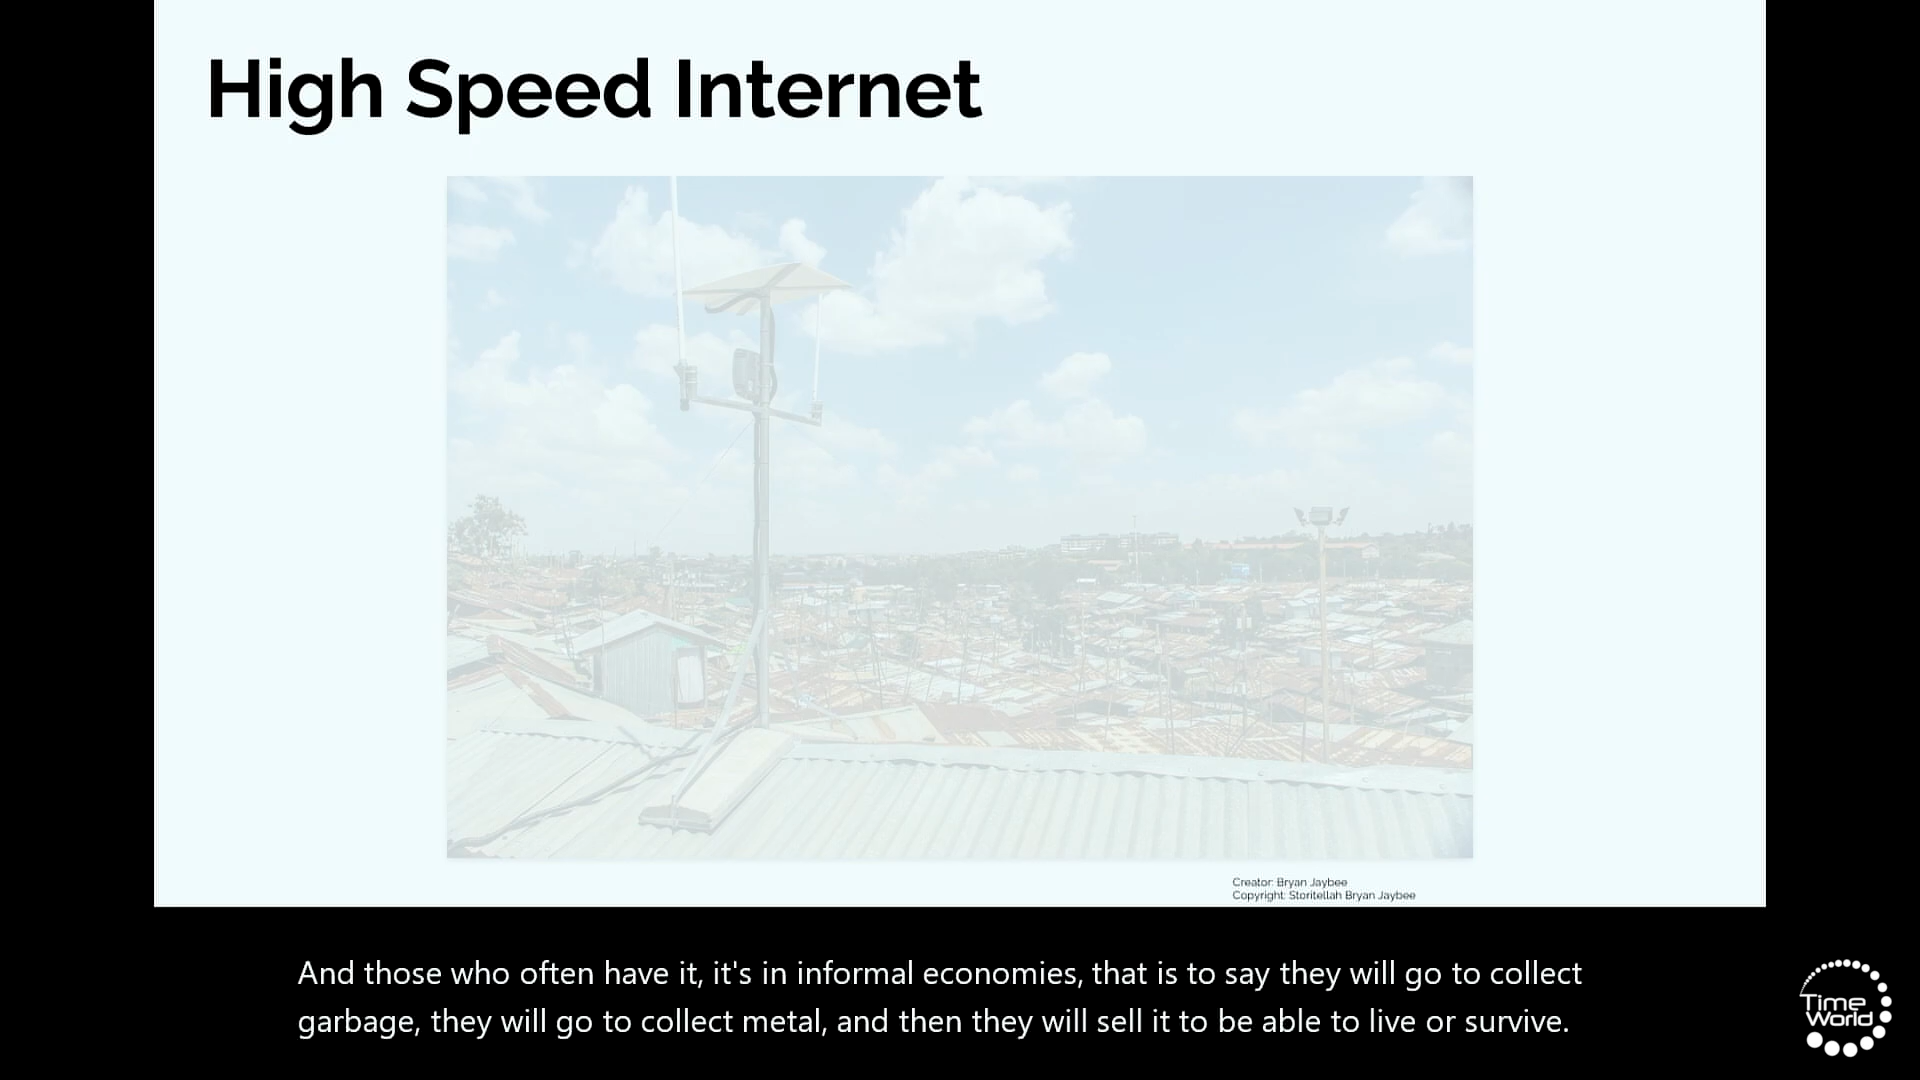 High Speed Internet
Creator: Bryan Jaybee
Copyright: Storitellah Bryan Jaybee
And those who often have it, it's in informal economies, that is to say they will go to collect
garbage, they will go to collect metal, and then they will sell it to be able to live or survive.
Time
World